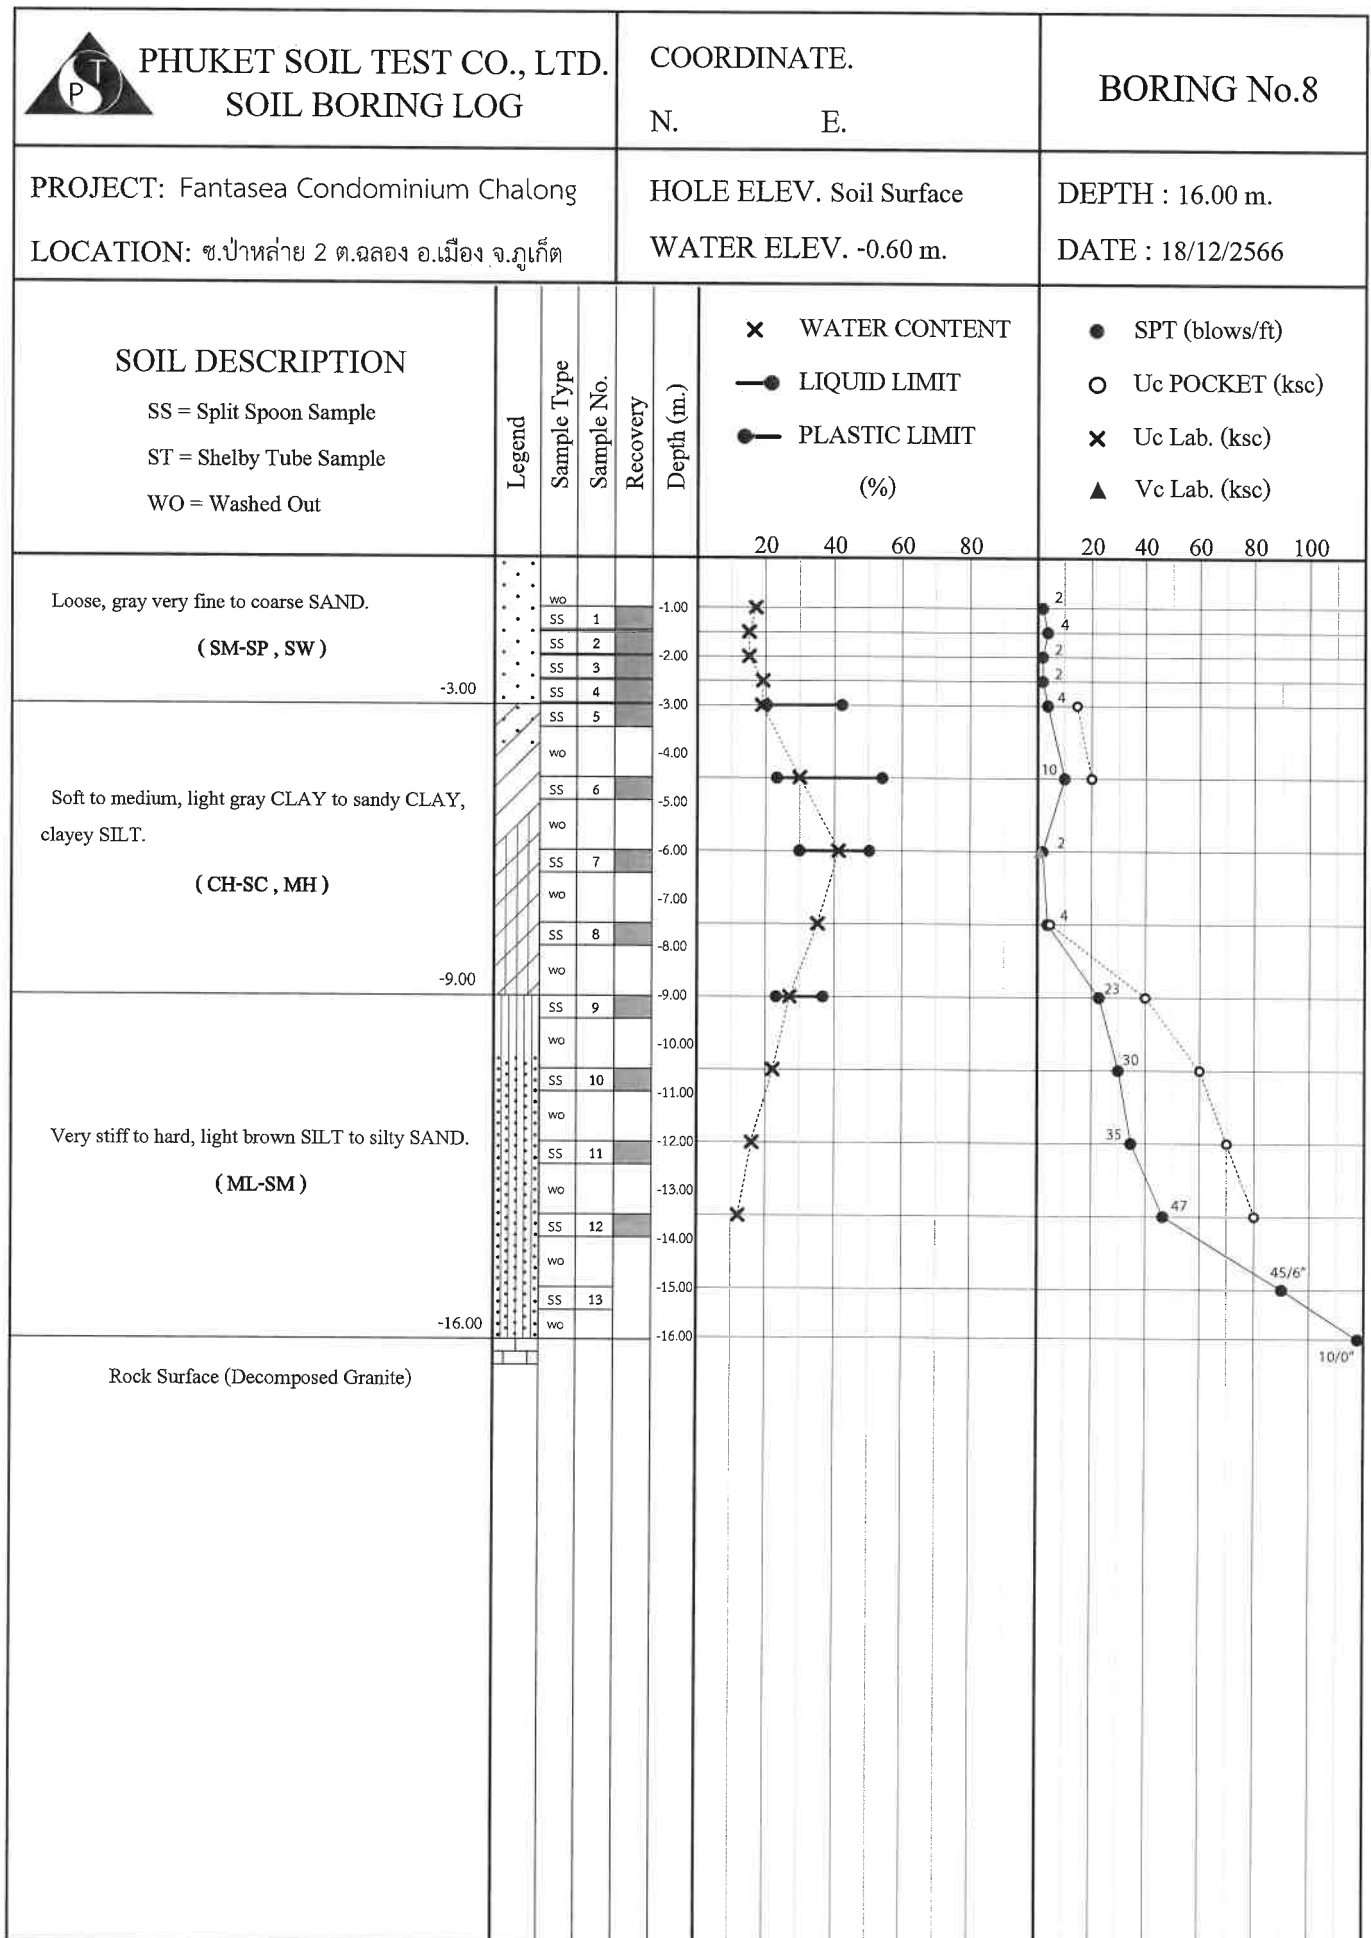 PST
PHUKET SOIL TEST CO., LTD.
SOIL BORING LOG
COORDINATE.
N. E.
BORING No.8
PROJECT: Fantasea Condominium Chalong
LOCATION: ซ.ป่าหล่าย 2 ต.ฉลอง อ.เมือง จ.ภูเก็ต
HOLE ELEV. Soil Surface
WATER ELEV. -0.60 m.
DEPTH : 16.00 m.
DATE : 18/12/2566
SOIL DESCRIPTION
SS = Split Spoon Sample
ST = Shelby Tube Sample
WO = Washed Out
Legend
Sample Type
Sample No.
Recovery
Depth (m.)
WATER CONTENT
LIQUID LIMIT
PLASTIC LIMIT
(%)
20 40 60 80
SPT (blows/ft)
Uc POCKET (ksc)
Uc Lab. (ksc)
Vc Lab. (ksc)
20 40 60 80 100
Loose, gray very fine to coarse SAND.
( SM-SP , SW )
-3.00
Soft to medium, light gray CLAY to sandy CLAY,
clayey SILT.
( CH-SC , MH )
-9.00
Very stiff to hard, light brown SILT to silty SAND.
( ML-SM )
-16.00
Rock Surface (Decomposed Granite)
WO
SS 1
SS 2
SS 3
SS 4
SS 5
WO
SS 6
WO
SS 7
WO
SS 8
WO
SS 9
WO
SS 10
WO
SS 11
WO
SS 12
WO
SS 13
WO
-1.00
-2.00
-3.00
-4.00
-5.00
-6.00
-7.00
-8.00
-9.00
-10.00
-11.00
-12.00
-13.00
-14.00
-15.00
-16.00
2
4
2
2
4
10
2
4
23
30
35
47
45/6"
10/0"